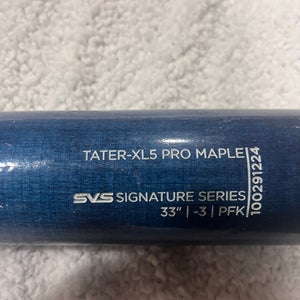 TATER-XL5 PRO MAPLE
SVS SIGNATURE SERIES
33" | -3 | PFK
100291224